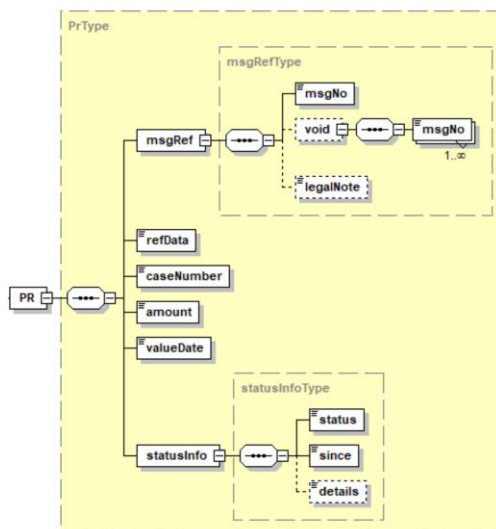 PrType
msgRefType
msgNo
msgRef
void
msgNo
1..∞
legalNote
refData
caseNumber
PR
amount
valueDate
statusInfoType
status
statusInfo
since
details